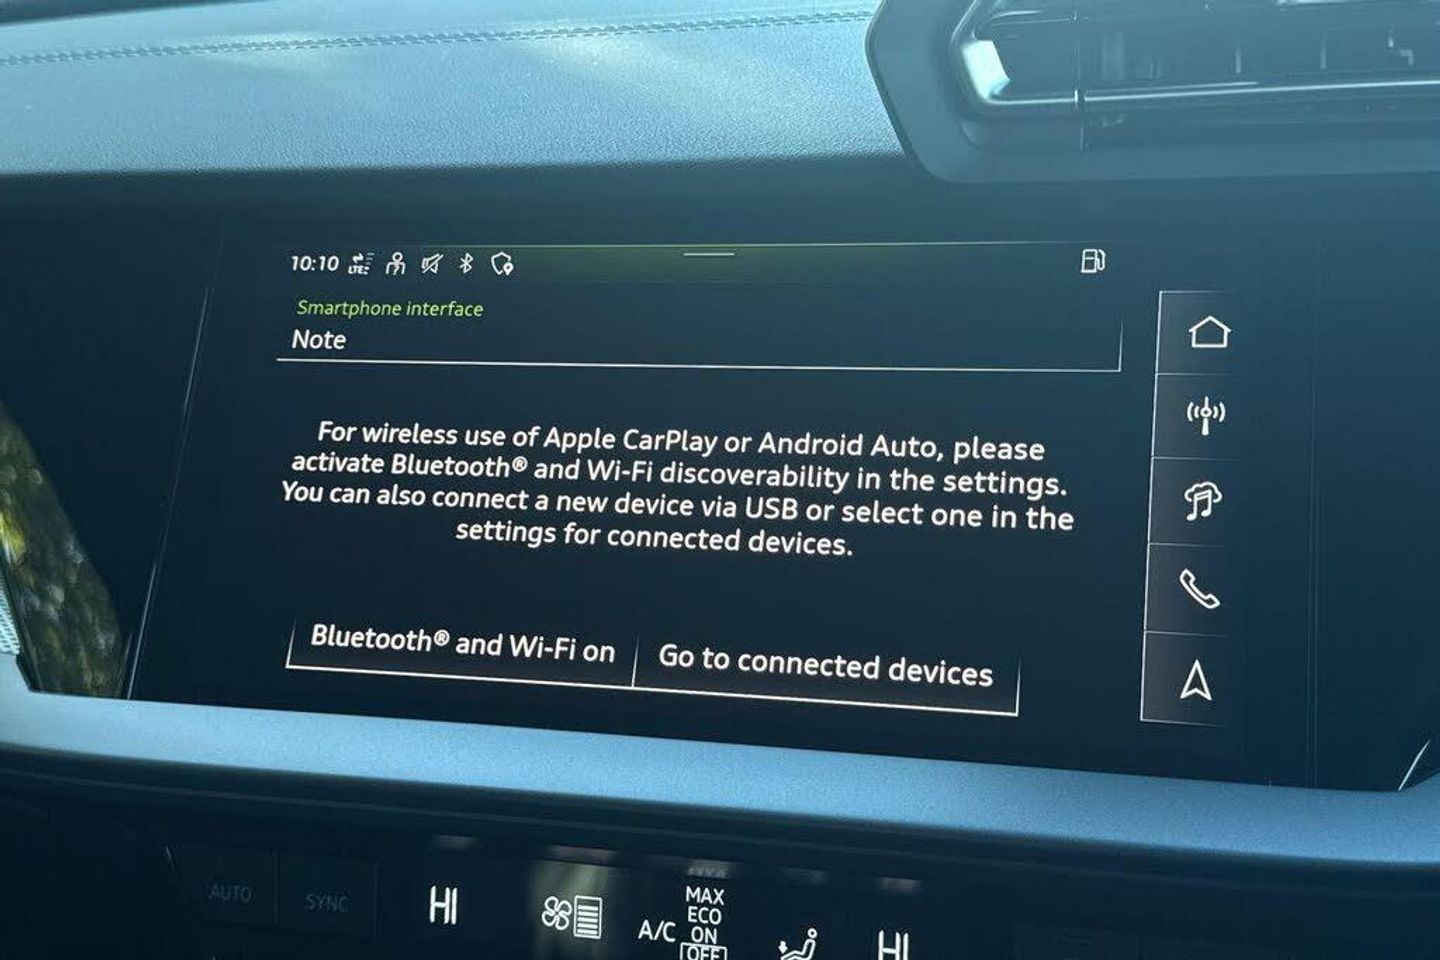 10:10 LTE
Smartphone interface
Note
For wireless use of Apple CarPlay or Android Auto, please
activate Bluetooth® and Wi-Fi discoverability in the settings.
You can also connect a new device via USB or select one in the
settings for connected devices.
Bluetooth® and Wi-Fi on
Go to connected devices
AUTO
SYNC
HI
A/C
MAX
ECO
ON
OFF
HI